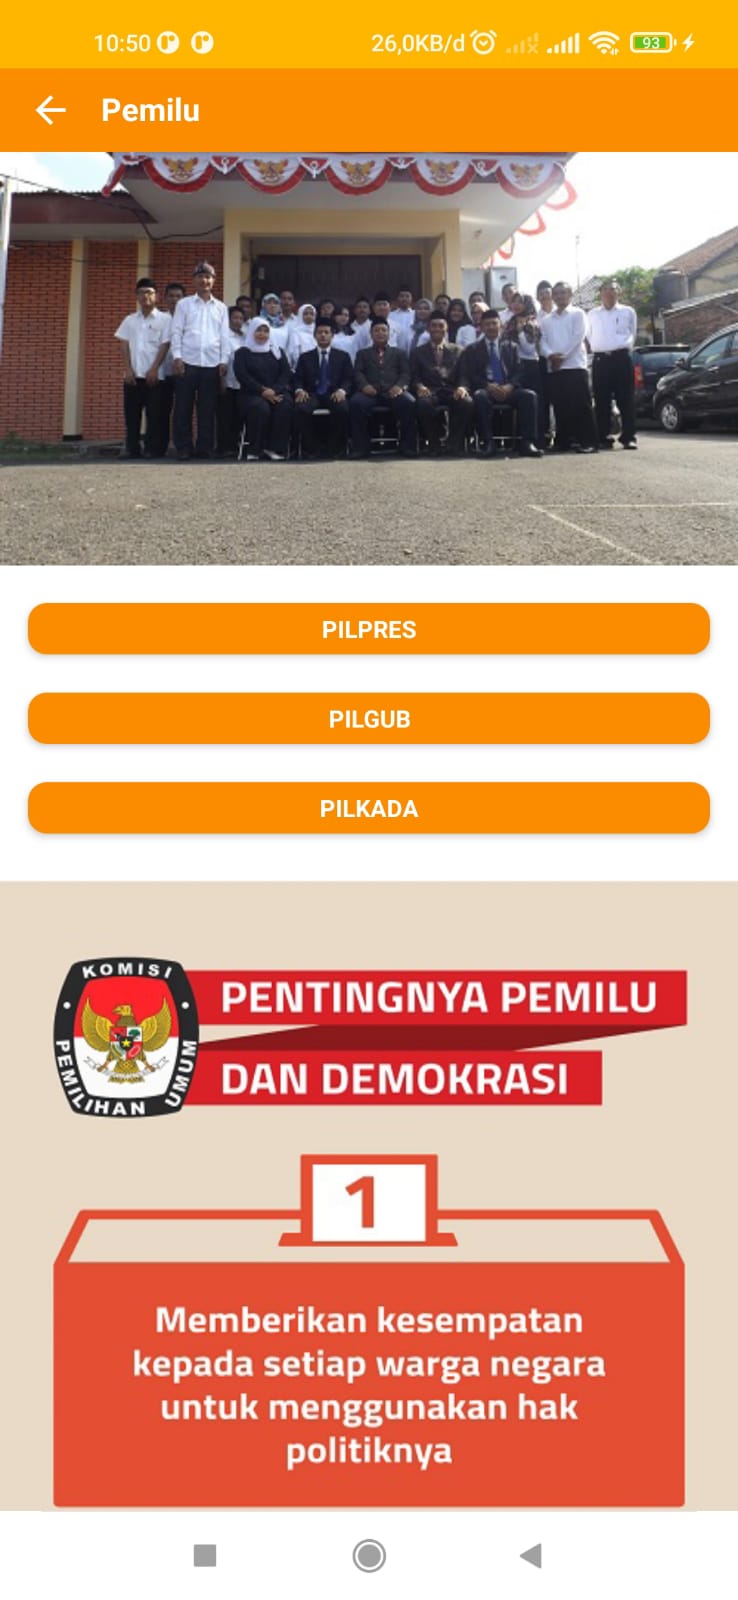 10:50 26,0KB/d 93
Pemilu
PILPRES
PILGUB
PILKADA
KOMISI
PEMILIHAN UMUM
PENTINGNYA PEMILU
DAN DEMOKRASI
1
Memberikan kesempatan
kepada setiap warga negara
untuk menggunakan hak
politiknya